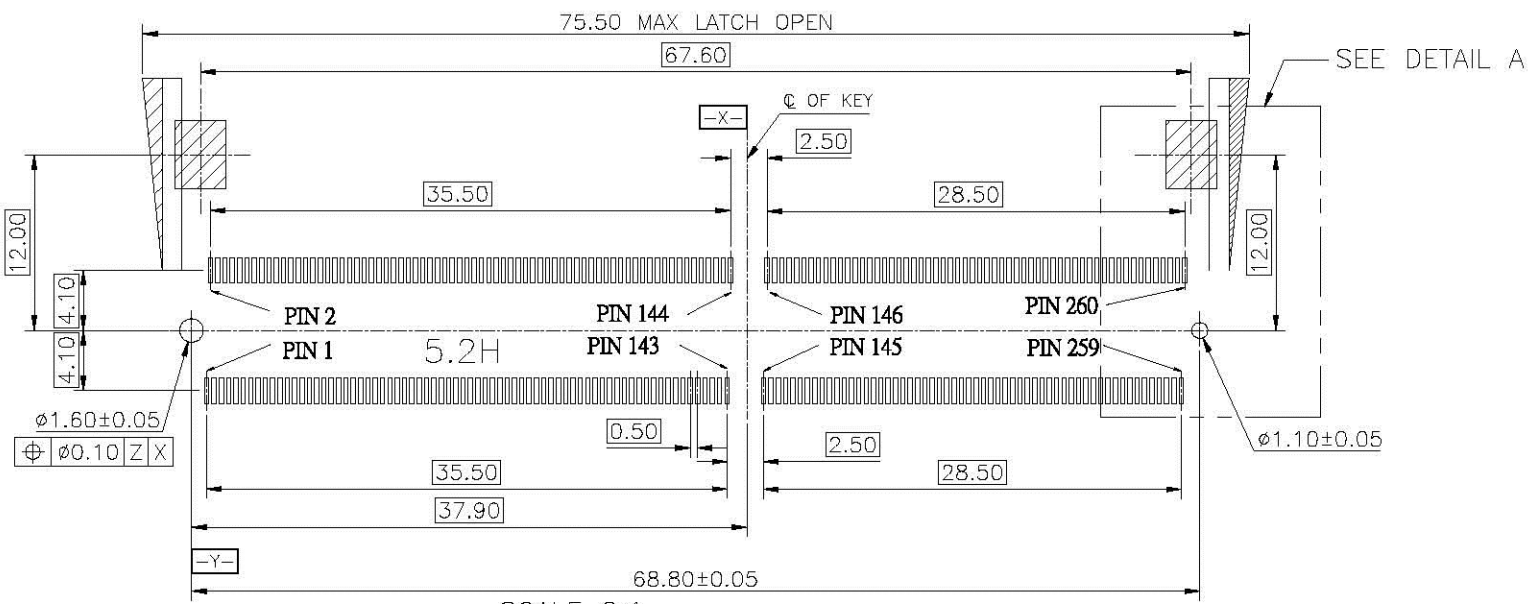 75.50 MAX LATCH OPEN
67.60
SEE DETAIL A
℄ OF KEY
-X-
2.50
35.50
28.50
12.00
12.00
4.10
4.10
PIN 2
PIN 144
PIN 146
PIN 260
PIN 1
5.2H
PIN 143
PIN 145
PIN 259
ø1.60±0.05
⌖ ø0.10 Z X
0.50
2.50
ø1.10±0.05
35.50
28.50
37.90
-Y-
68.80±0.05